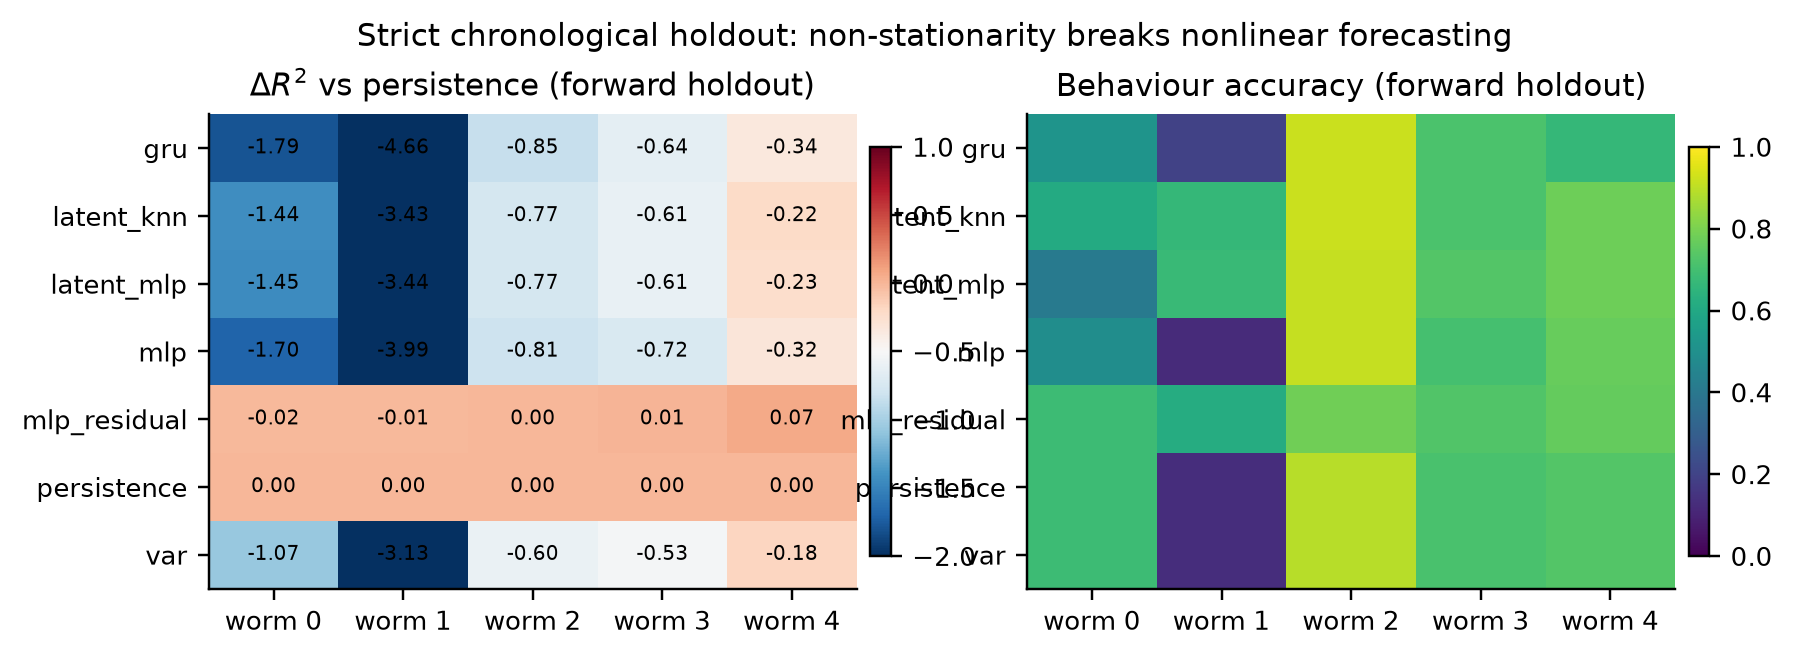 Strict chronological holdout: non-stationarity breaks nonlinear forecasting
ΔR² vs persistence (forward holdout)
gru -1.79 -4.66 -0.85 -0.64 -0.34
latent_knn -1.44 -3.43 -0.77 -0.61 -0.22
latent_mlp -1.45 -3.44 -0.77 -0.61 -0.23
mlp -1.70 -3.99 -0.81 -0.72 -0.32
mlp_residual -0.02 -0.01 0.00 0.01 0.07
persistence 0.00 0.00 0.00 0.00 0.00
var -1.07 -3.13 -0.60 -0.53 -0.18
worm 0 worm 1 worm 2 worm 3 worm 4
1.0
0.5
0.0
−0.5
−1.0
−1.5
−2.0
Behaviour accuracy (forward holdout)
gru
tent_knn
tent_mlp
mlp
mlp_residual
persistence
var
worm 0 worm 1 worm 2 worm 3 worm 4
1.0
0.8
0.6
0.4
0.2
0.0